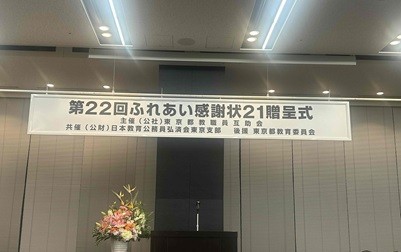 第22回ふれあい感謝状21贈呈式
主催（公社）東京都教職員互助会
共催（公財）日本教育公務員弘済会東京支部　後援 東京都教育委員会